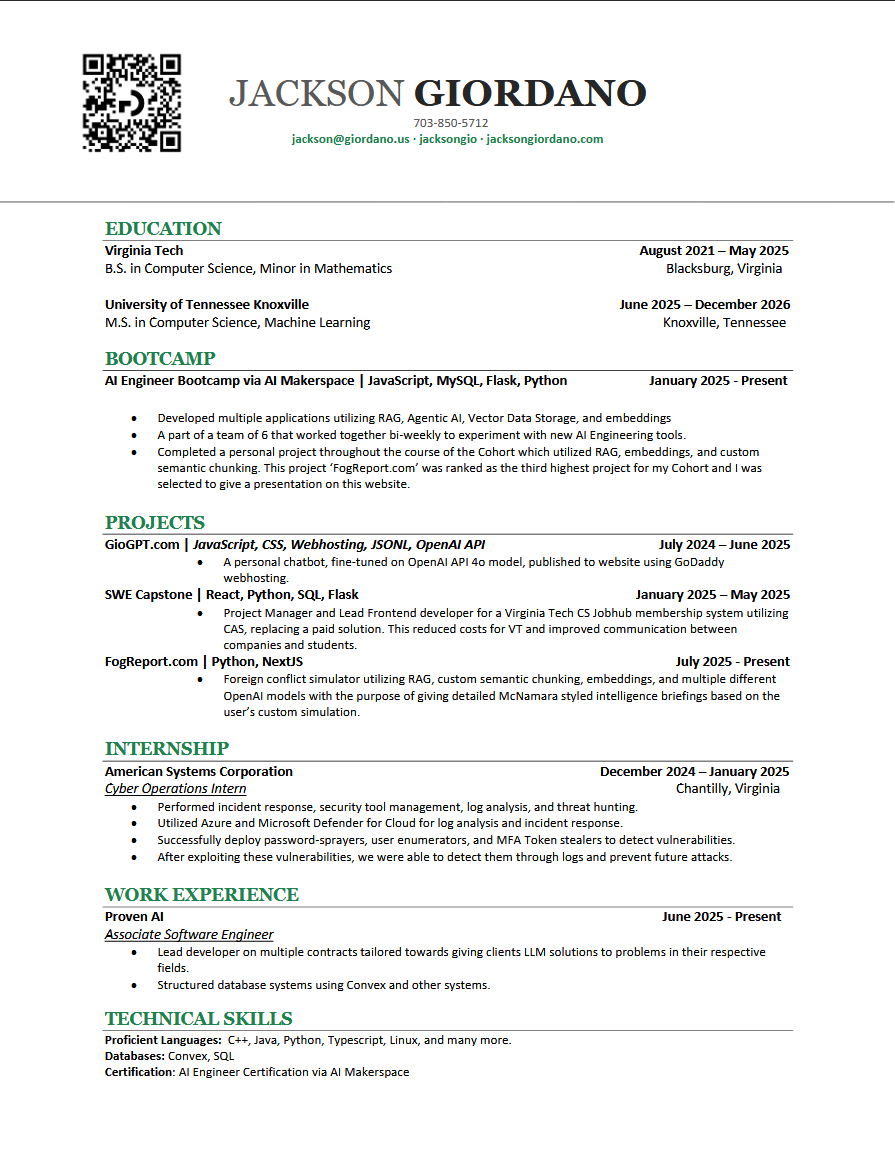 JACKSON GIORDANO
703-850-5712
jackson@giordano.us · jacksongio · jacksongiordano.com
EDUCATION
Virginia Tech August 2021 – May 2025
B.S. in Computer Science, Minor in Mathematics Blacksburg, Virginia
University of Tennessee Knoxville June 2025 – December 2026
M.S. in Computer Science, Machine Learning Knoxville, Tennessee
BOOTCAMP
AI Engineer Bootcamp via AI Makerspace | JavaScript, MySQL, Flask, Python January 2025 - Present
• Developed multiple applications utilizing RAG, Agentic AI, Vector Data Storage, and embeddings
• A part of a team of 6 that worked together bi-weekly to experiment with new AI Engineering tools.
• Completed a personal project throughout the course of the Cohort which utilized RAG, embeddings, and custom
semantic chunking. This project ‘FogReport.com’ was ranked as the third highest project for my Cohort and I was
selected to give a presentation on this website.
PROJECTS
GioGPT.com | JavaScript, CSS, Webhosting, JSONL, OpenAI API July 2024 – June 2025
• A personal chatbot, fine-tuned on OpenAI API 4o model, published to website using GoDaddy
webhosting.
SWE Capstone | React, Python, SQL, Flask January 2025 – May 2025
• Project Manager and Lead Frontend developer for a Virginia Tech CS Jobhub membership system utilizing
CAS, replacing a paid solution. This reduced costs for VT and improved communication between
companies and students.
FogReport.com | Python, NextJS July 2025 - Present
• Foreign conflict simulator utilizing RAG, custom semantic chunking, embeddings, and multiple different
OpenAI models with the purpose of giving detailed McNamara styled intelligence briefings based on the
user’s custom simulation.
INTERNSHIP
American Systems Corporation December 2024 – January 2025
Cyber Operations Intern Chantilly, Virginia
• Performed incident response, security tool management, log analysis, and threat hunting.
• Utilized Azure and Microsoft Defender for Cloud for log analysis and incident response.
• Successfully deploy password-sprayers, user enumerators, and MFA Token stealers to detect vulnerabilities.
• After exploiting these vulnerabilities, we were able to detect them through logs and prevent future attacks.
WORK EXPERIENCE
Proven AI June 2025 - Present
Associate Software Engineer
• Lead developer on multiple contracts tailored towards giving clients LLM solutions to problems in their respective
fields.
• Structured database systems using Convex and other systems.
TECHNICAL SKILLS
Proficient Languages: C++, Java, Python, Typescript, Linux, and many more.
Databases: Convex, SQL
Certification: AI Engineer Certification via AI Makerspace